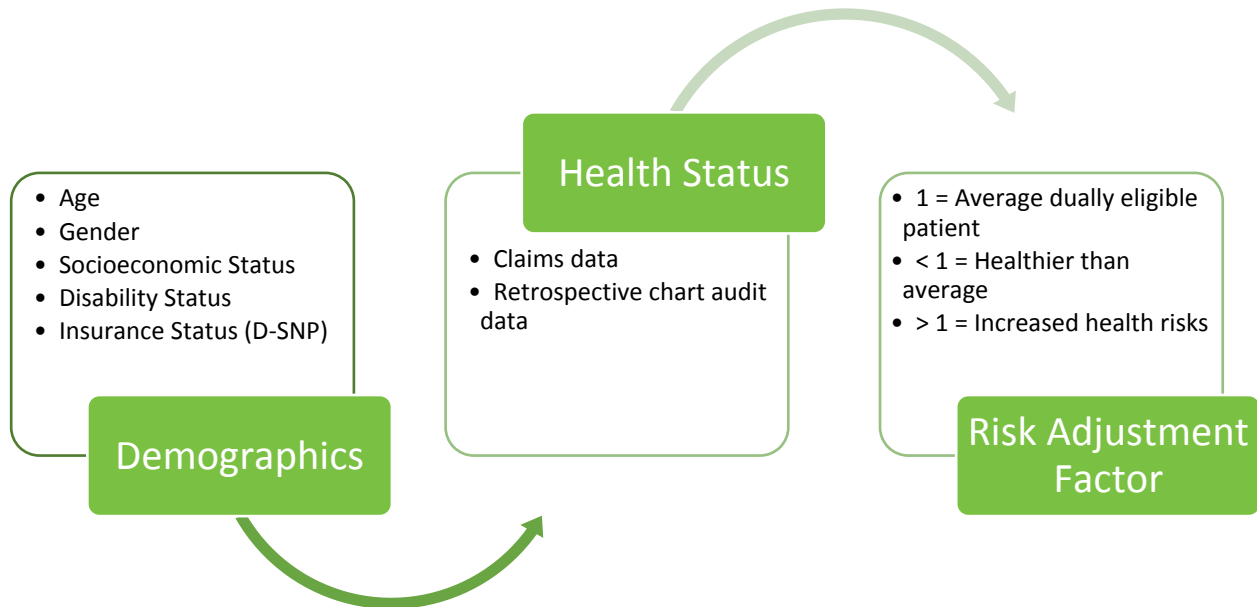 • Age
• Gender
• Socioeconomic Status
• Disability Status
• Insurance Status (D-SNP)
Demographics
Health Status
• Claims data
• Retrospective chart audit
data
• 1 = Average dually eligible
patient
• < 1 = Healthier than
average
• > 1 = Increased health risks
Risk Adjustment
Factor